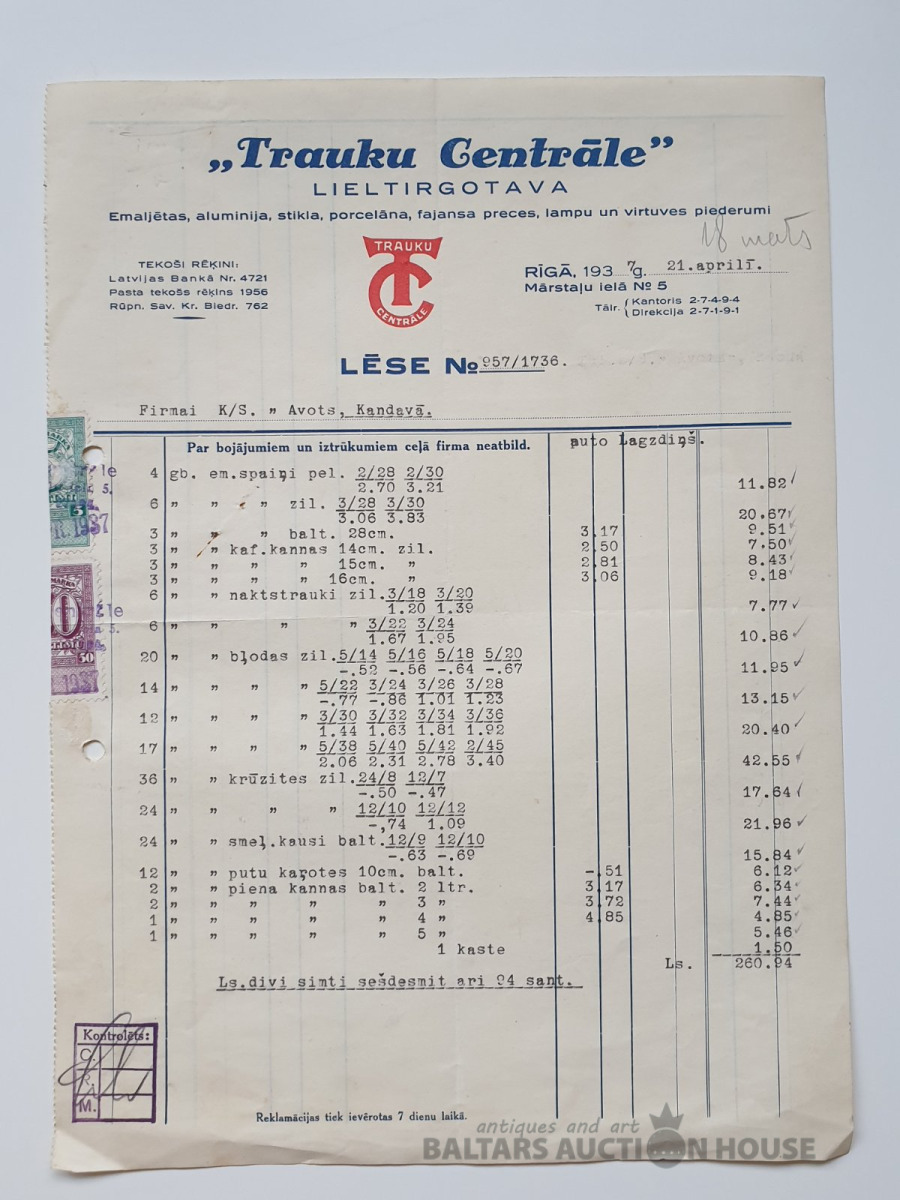 „Trauku Centrāle”
LIELTIRGOTAVA
Emaljētas, aluminija, stikla, porcelāna, fajansa preces, lampu un virtuves piederumi
18 mats
TEKOŠI RĒĶINI:
Latvijas Bankā Nr. 4721
Pasta tekošs rēķins 1956
Rūpn. Sav. Kr. Biedr. 762
TRAUKU
TC
CENTRĀLE
RĪGĀ, 1937g. 21.aprilī.
Mārstaļu ielā № 5
Tālr. Kantoris 2-7-4-9-4
Direkcija 2-7-1-9-1
LĒSE № 957/1736.
Firmai K/S. „ Avots, Kandavā.
Par bojājumiem un iztrūkumiem ceļā firma neatbild. auto Lagzdiņš.
4 gb. em.spaiņi pel. 2/28 2/30
2.70 3.21 11.82
6 „ „ „ zil. 3/28 3/30
3.06 3.83 20.67
3 „ „ „ balt. 28cm. 3.17 9.51
3 „ „ kaf.kannas 14cm. zil. 2.50 7.50
3 „ „ „ „ 15cm. „ 2.81 8.43
3 „ „ „ „ 16cm. „ 3.06 9.18
6 „ „ naktstrauki zil. 3/18 3/20
1.20 1.39 7.77
6 „ „ „ „ 3/22 3/24
1.67 1.95 10.86
20 „ „ bļodas zil. 5/14 5/16 5/18 5/20
-.52 -.56 -.64 -.67 11.95
14 „ „ „ „ 5/22 3/24 3/26 3/28
-.77 -.86 1.01 1.23 13.15
12 „ „ „ „ 3/30 3/32 3/34 3/36
1.44 1.63 1.81 1.92 20.40
17 „ „ „ „ 5/38 5/40 5/42 2/45
2.06 2.31 2.78 3.40 42.55
36 „ „ krūzites zil. 24/8 12/7
-.50 -.47 17.64
24 „ „ „ „ 12/10 12/12
-,74 1.09 21.96
24 „ „ smeļ.kausi balt. 12/9 12/10
-.63 -.69 15.84
12 „ „ putu kaŗotes 10cm. balt. -.51 6.12
2 „ „ piena kannas balt. 2 ltr. 3.17 6.34
2 „ „ „ „ 3 „ 3.72 7.44
1 „ „ „ „ 4 „ 4.85 4.85
1 „ „ „ „ 5 „ 5.46
1 kaste 1.50
Ls. 260.94
Ls.divi simti sešdesmit ari 94 sant.
5
1937
50
1937
Kontrolēts:
C.
R.
M.
Reklamācijas tiek ievērotas 7 dienu laikā.
antiques and art
BALTARS AUCTION HOUSE